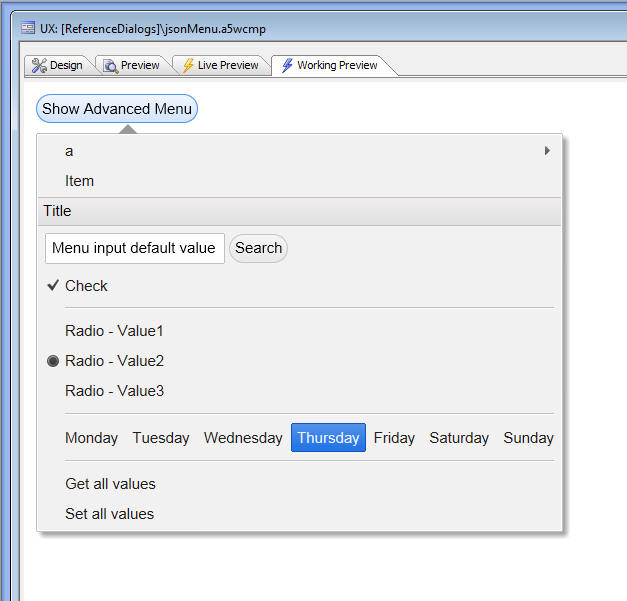 UX: [ReferenceDialogs]\jsonMenu.a5wcmp
Design Preview Live Preview Working Preview
Show Advanced Menu
a
Item
Title
Menu input default value Search
Check
Radio - Value1
Radio - Value2
Radio - Value3
Monday Tuesday Wednesday Thursday Friday Saturday Sunday
Get all values
Set all values